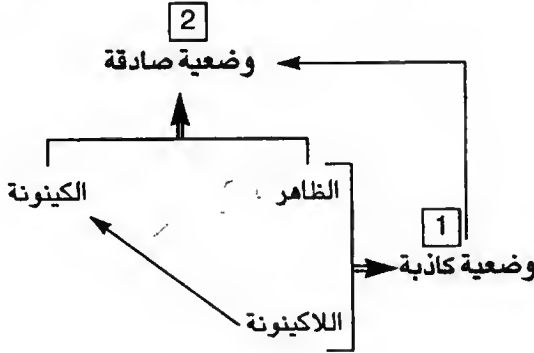 2
وضعية صادقة
الظاهر
الكينونة
1
وضعية كاذبة
اللاكينونة